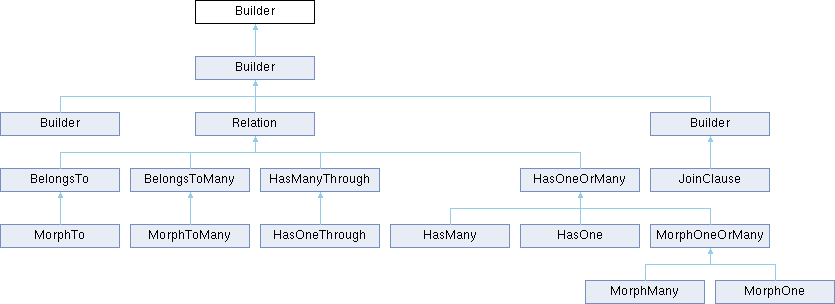 Builder
Builder
Builder
Relation
Builder
BelongsTo
BelongsToMany
HasManyThrough
HasOneOrMany
JoinClause
MorphTo
MorphToMany
HasOneThrough
HasMany
HasOne
MorphOneOrMany
MorphMany
MorphOne